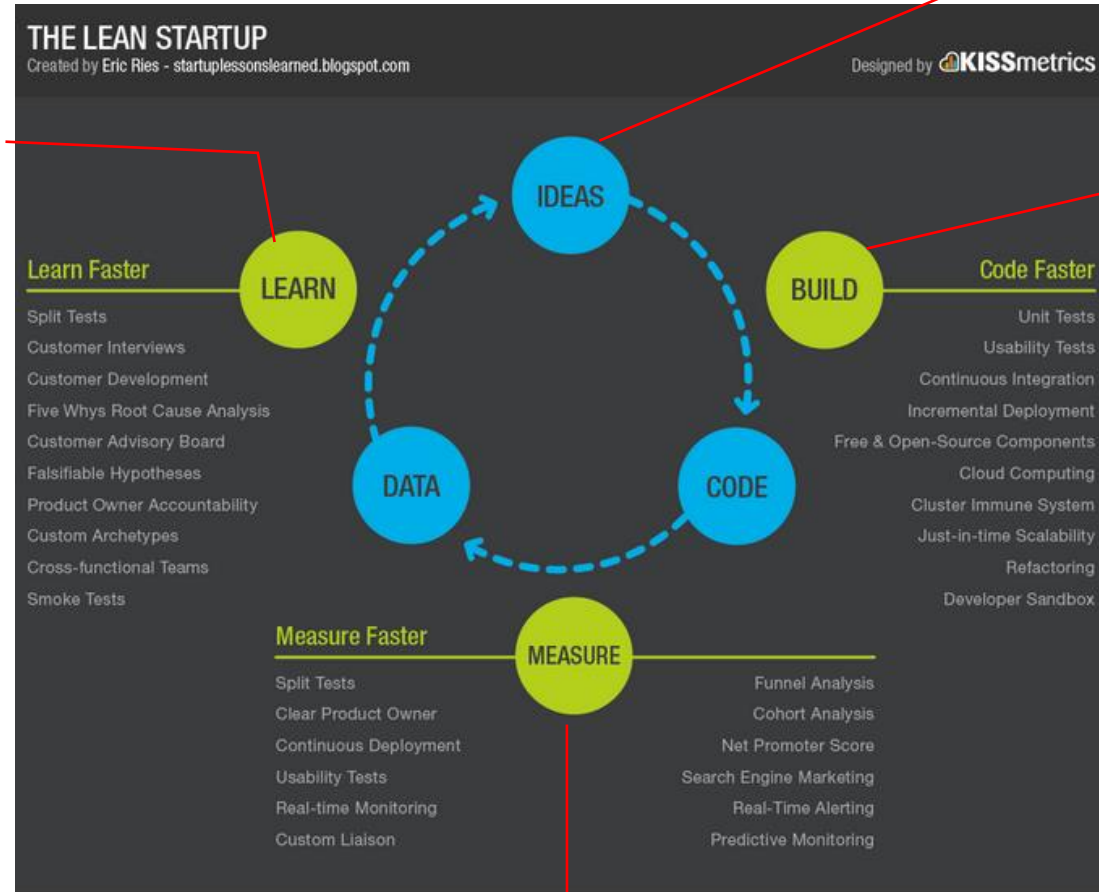 THE LEAN STARTUP
Created by Eric Ries - startuplessonslearned.blogspot.com
Designed by KISSmetrics
IDEAS
LEARN
BUILD
DATA
CODE
MEASURE
Learn Faster
Split Tests
Customer Interviews
Customer Development
Five Whys Root Cause Analysis
Customer Advisory Board
Falsifiable Hypotheses
Product Owner Accountability
Custom Archetypes
Cross-functional Teams
Smoke Tests
Code Faster
Unit Tests
Usability Tests
Continuous Integration
Incremental Deployment
Free & Open-Source Components
Cloud Computing
Cluster Immune System
Just-in-time Scalability
Refactoring
Developer Sandbox
Measure Faster
Split Tests
Clear Product Owner
Continuous Deployment
Usability Tests
Real-time Monitoring
Custom Liaison
Funnel Analysis
Cohort Analysis
Net Promoter Score
Search Engine Marketing
Real-Time Alerting
Predictive Monitoring